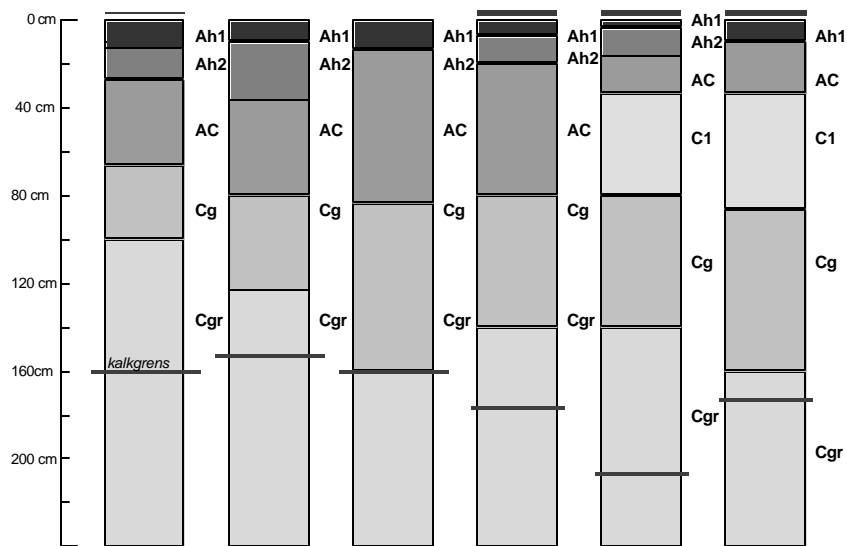 0 cm
40 cm
80 cm
120 cm
160cm
200 cm
kalkgrens
Ah1
Ah2
AC
Cg
Cgr
Ah1
Ah2
AC
Cg
Cgr
Ah1
Ah2
AC
Cg
Cgr
Ah1
Ah2
AC
Cg
Cgr
Ah1
Ah2
AC
C1
Cg
Cgr
Ah1
AC
C1
Cg
Cgr